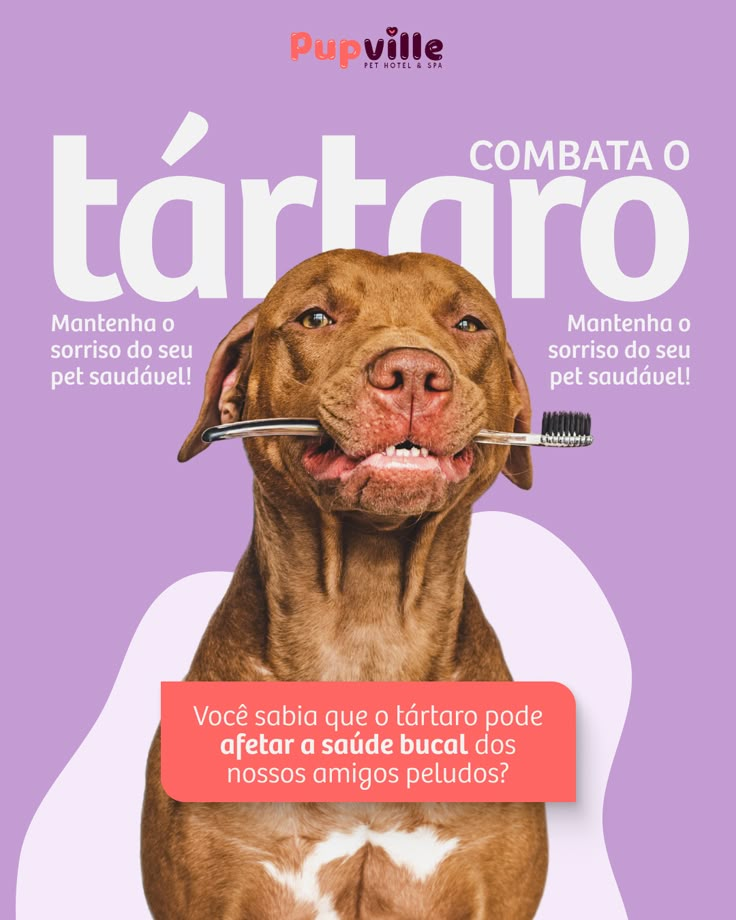 Pupville
PET HOTEL & SPA
COMBATA O
tártaro
Mantenha o
sorriso do seu
pet saudável!
Mantenha o
sorriso do seu
pet saudável!
Você sabia que o tártaro pode
afetar a saúde bucal dos
nossos amigos peludos?